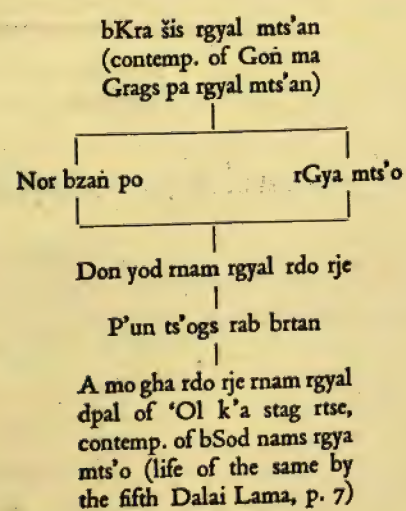 bKra šis rgyal mts'an
(contemp. of Goṅ ma
Grags pa rgyal mts'an)
Nor bzaṅ po rGya mts'o
Don yod rnam rgyal rdo rje
P'un ts'ogs rab brtan
A mo gha rdo rje rnam rgyal
dpal of 'Ol k'a stag rtse,
contemp. of bSod nams rgya
mts'o (life of the same by
the fifth Dalai Lama, p. 7)